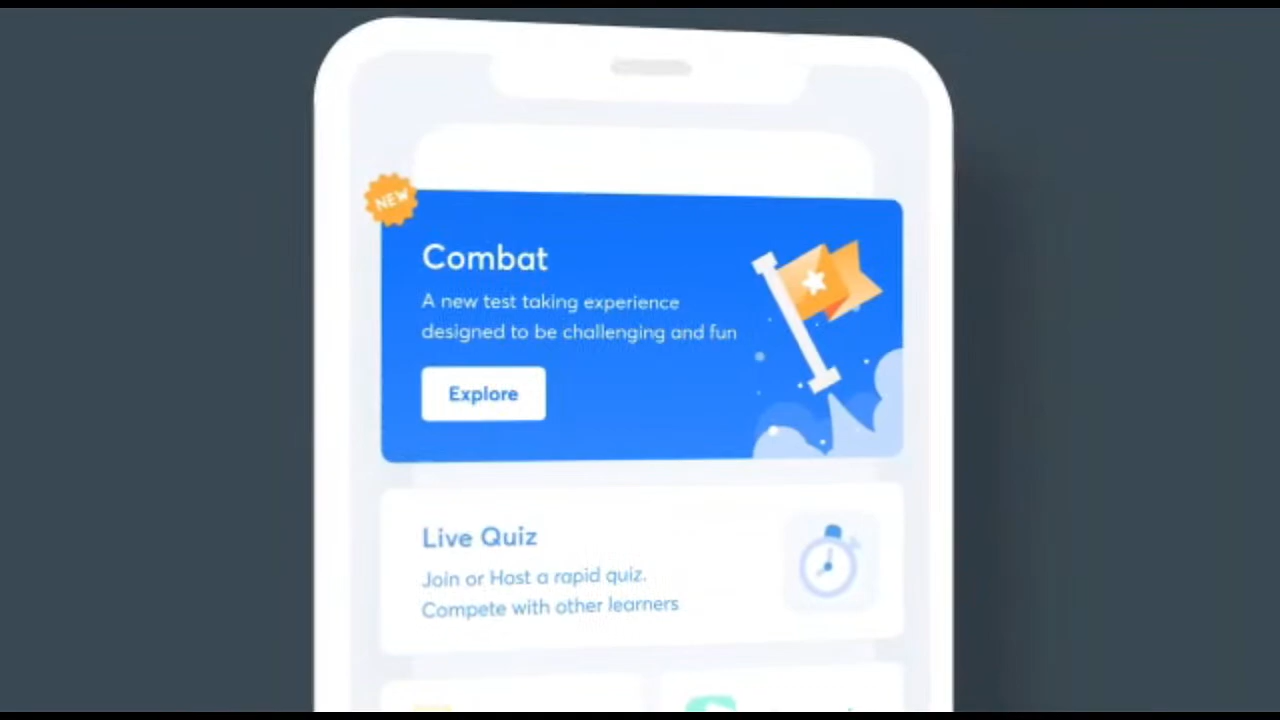 NEW
Combat
A new test taking experience
designed to be challenging and fun
Explore
Live Quiz
Join or Host a rapid quiz.
Compete with other learners